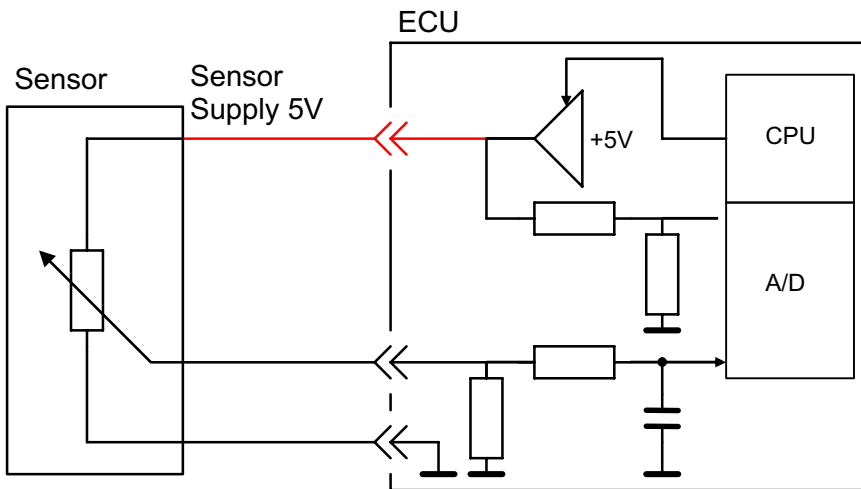 ECU
Sensor
Sensor
Supply 5V
+5V
CPU
A/D